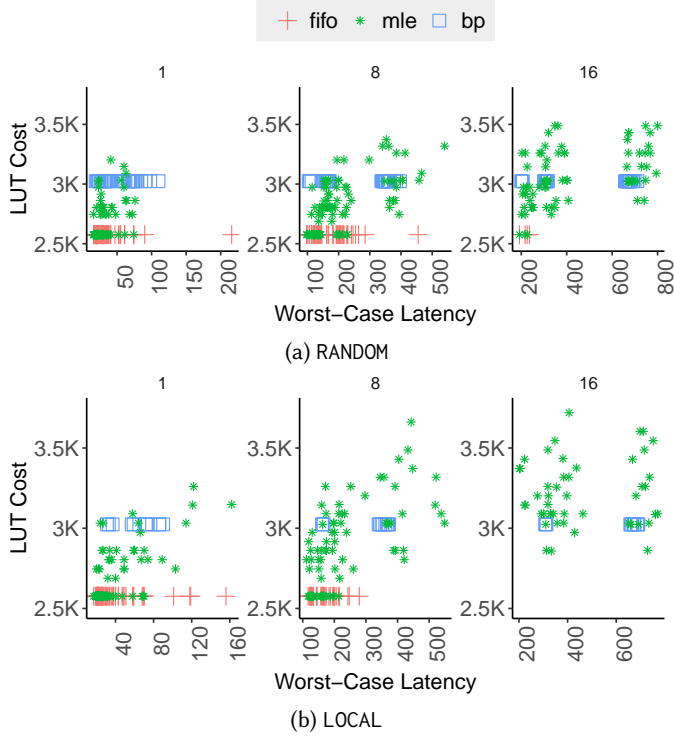 fifo mle bp
1 8 16
LUT Cost
3.5K
3K
2.5K
50 100 150 200
100 200 300 400 500 600
200 400 600 800
Worst-Case Latency
(a) RANDOM
1 8 16
LUT Cost
3.5K
3K
2.5K
40 80 120 160
100 200 300 400 500
200 400 600
Worst-Case Latency
(b) LOCAL